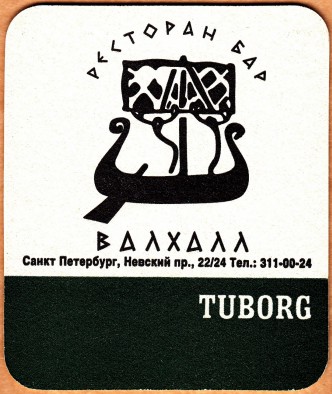 РЕСТОРАН БАР
ВАЛХАЛЛ
Санкт Петербург, Невский пр., 22/24 Тел.: 311-00-24
TUBORG